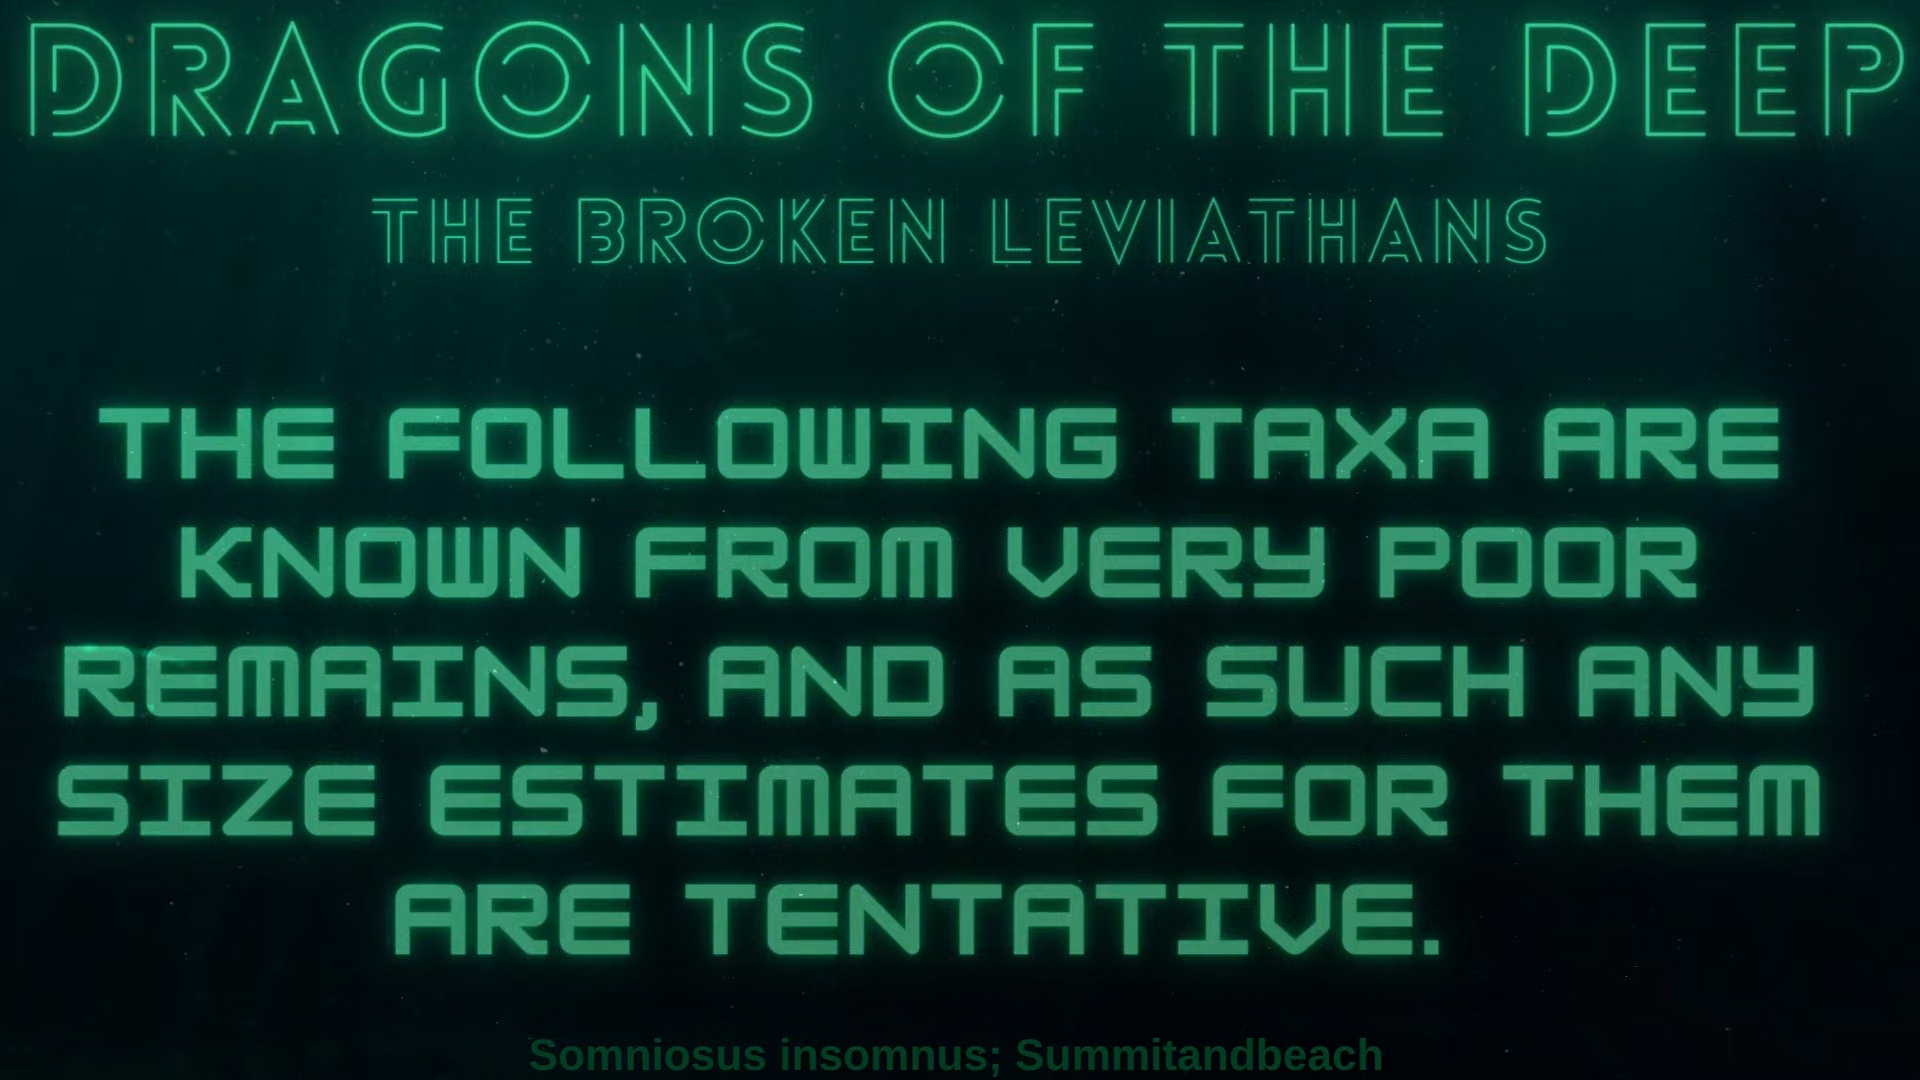 DRAGONS OF THE DEEP
THE BROKEN LEVIATHANS
THE FOLLOWING TAXA ARE
KNOWN FROM VERY POOR
REMAINS, AND AS SUCH ANY
SIZE ESTIMATES FOR THEM
ARE TENTATIVE.
Somniosus insomnus; Summitandbeach